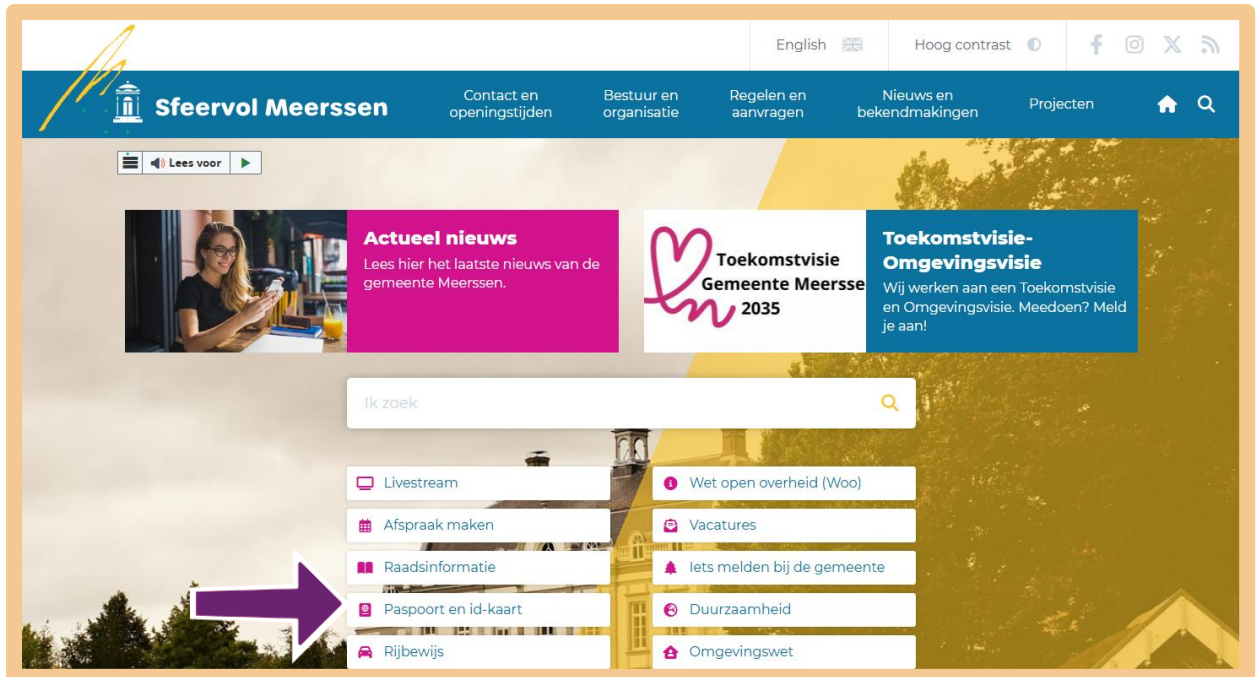 English
Hoog contrast
Sfeervol Meerssen
Contact en
openingstijden
Bestuur en
organisatie
Regelen en
aanvragen
Nieuws en
bekendmakingen
Projecten
Lees voor
Actueel nieuws
Lees hier het laatste nieuws van de
gemeente Meerssen.
Toekomstvisie
Gemeente Meersse
2035
Toekomstvisie-
Omgevingsvisie
Wij werken aan een Toekomstvisie
en Omgevingsvisie. Meedoen? Meld
je aan!
Ik zoek
Livestream
Wet open overheid (Woo)
Afspraak maken
Vacatures
Raadsinformatie
Iets melden bij de gemeente
Paspoort en id-kaart
Duurzaamheid
Rijbewijs
Omgevingswet